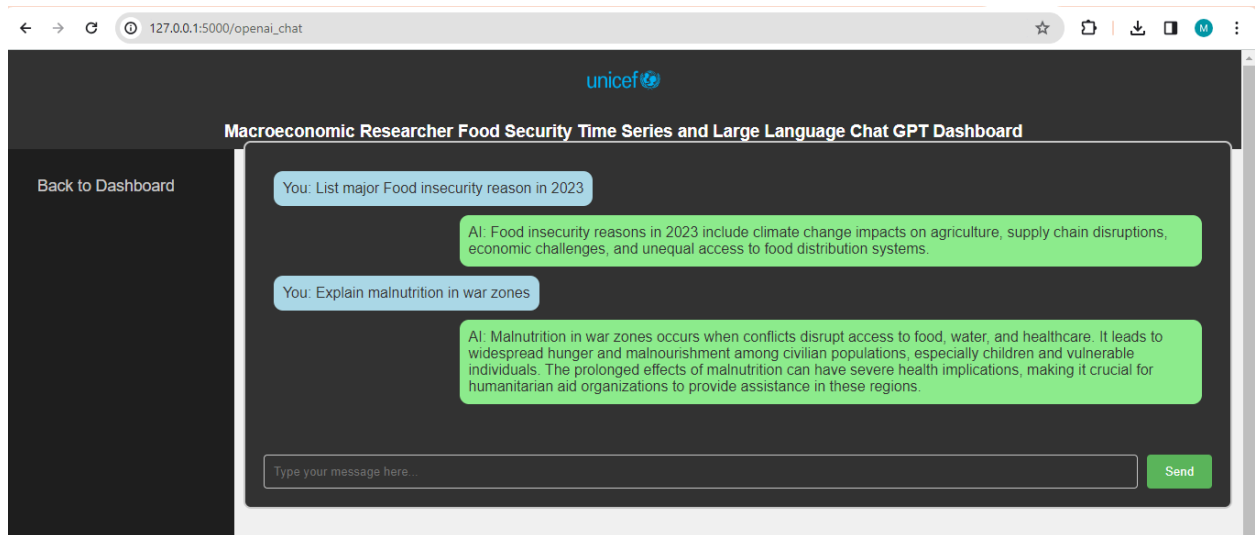 127.0.0.1:5000/openai_chat
M
unicef
Macroeconomic Researcher Food Security Time Series and Large Language Chat GPT Dashboard
Back to Dashboard
You: List major Food insecurity reason in 2023
AI: Food insecurity reasons in 2023 include climate change impacts on agriculture, supply chain disruptions,
economic challenges, and unequal access to food distribution systems.
You: Explain malnutrition in war zones
AI: Malnutrition in war zones occurs when conflicts disrupt access to food, water, and healthcare. It leads to
widespread hunger and malnourishment among civilian populations, especially children and vulnerable
individuals. The prolonged effects of malnutrition can have severe health implications, making it crucial for
humanitarian aid organizations to provide assistance in these regions.
Type your message here...
Send